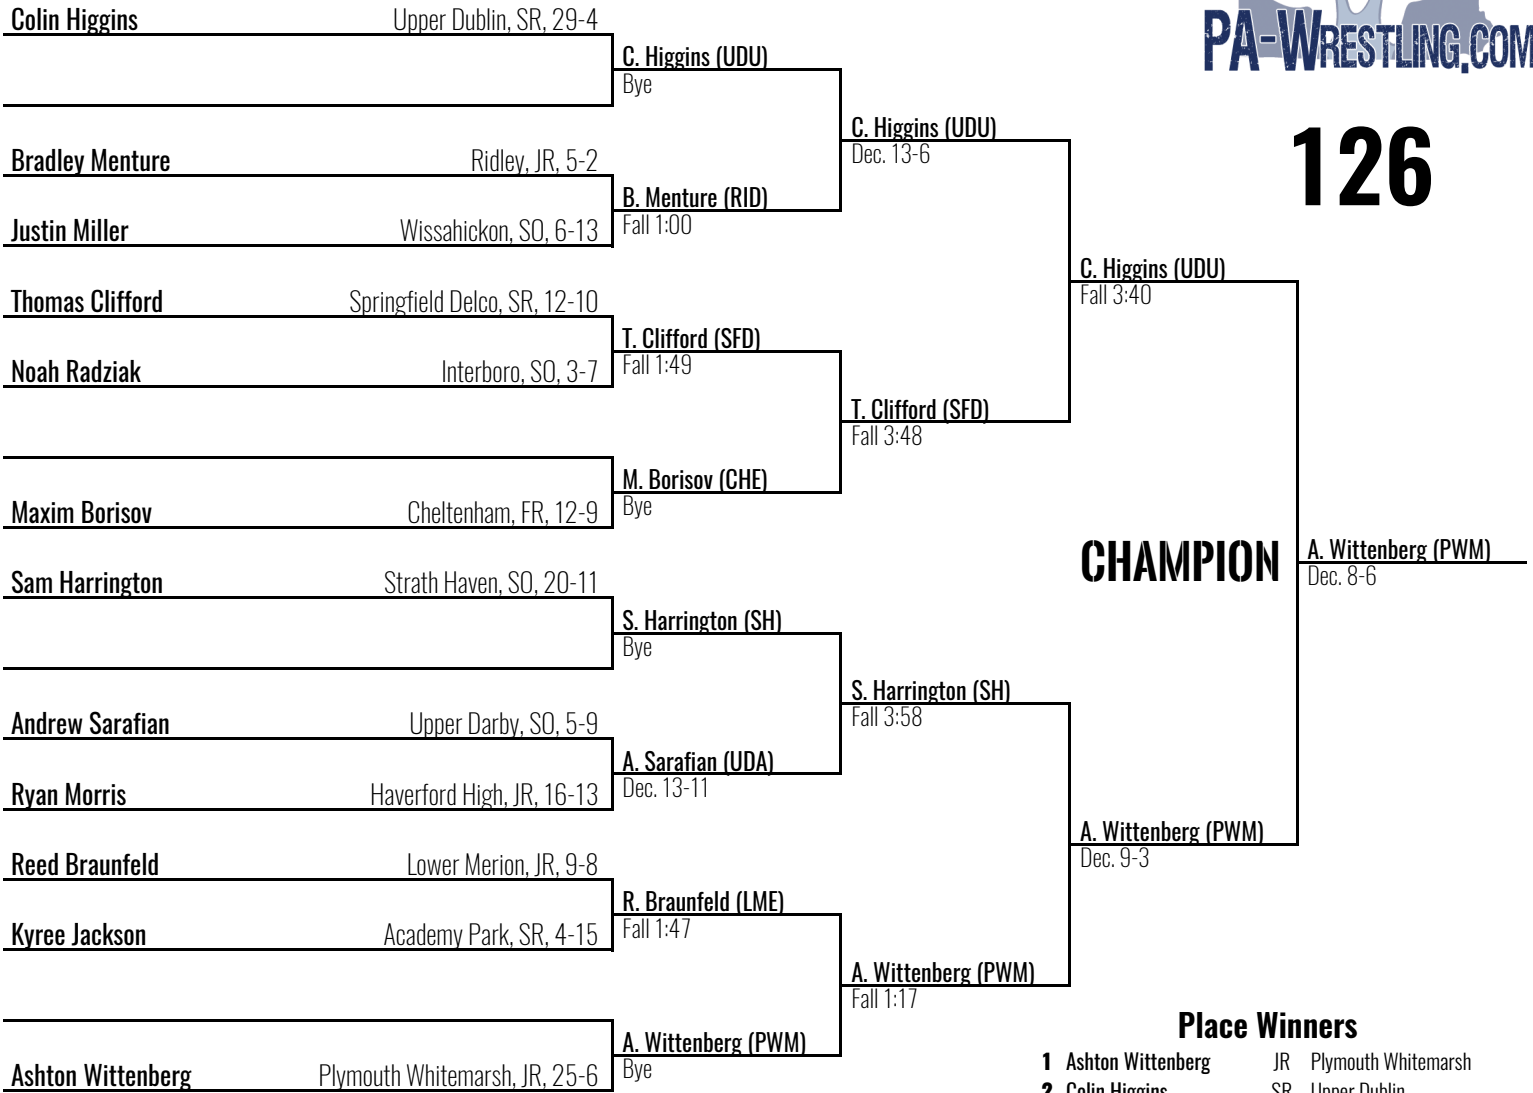 PA-WRESTLING.COM
126
Colin Higgins Upper Dublin, SR, 29-4
Bradley Menture Ridley, JR, 5-2
Justin Miller Wissahickon, SO, 6-13
Thomas Clifford Springfield Delco, SR, 12-10
Noah Radziak Interboro, SO, 3-7
Maxim Borisov Cheltenham, FR, 12-9
Sam Harrington Strath Haven, SO, 20-11
Andrew Sarafian Upper Darby, SO, 5-9
Ryan Morris Haverford High, JR, 16-13
Reed Braunfeld Lower Merion, JR, 9-8
Kyree Jackson Academy Park, SR, 4-15
Ashton Wittenberg Plymouth Whitemarsh, JR, 25-6
C. Higgins (UDU)
Bye
B. Menture (RID)
Fall 1:00
T. Clifford (SFD)
Fall 1:49
M. Borisov (CHE)
Bye
S. Harrington (SH)
Bye
A. Sarafian (UDA)
Dec. 13-11
R. Braunfeld (LME)
Fall 1:47
A. Wittenberg (PWM)
Bye
C. Higgins (UDU)
Dec. 13-6
T. Clifford (SFD)
Fall 3:48
S. Harrington (SH)
Fall 3:58
A. Wittenberg (PWM)
Fall 1:17
C. Higgins (UDU)
Fall 3:40
A. Wittenberg (PWM)
Dec. 9-3
CHAMPION
A. Wittenberg (PWM)
Dec. 8-6
Place Winners
1 Ashton Wittenberg JR Plymouth Whitemarsh
2 Colin Higgins SR Upper Dublin